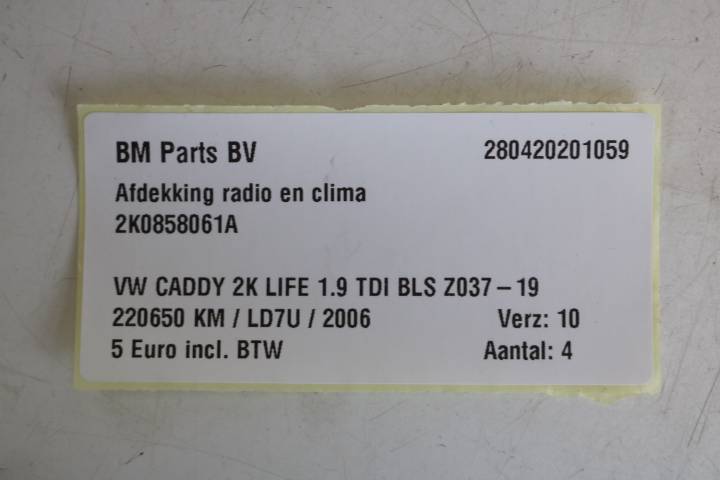 BM Parts BV 280420201059
Afdekking radio en clima
2K0858061A
VW CADDY 2K LIFE 1.9 TDI BLS Z037 – 19
220650 KM / LD7U / 2006 Verz: 10
5 Euro incl. BTW Aantal: 4